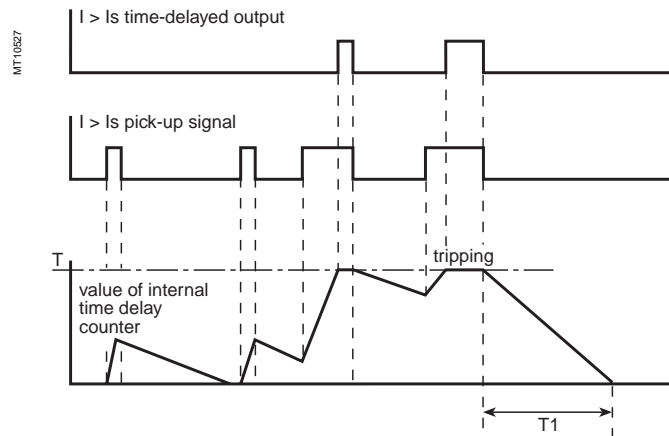 I > Is time-delayed output
MT10527
I > Is pick-up signal
T
tripping
value of internal
time delay
counter
T1